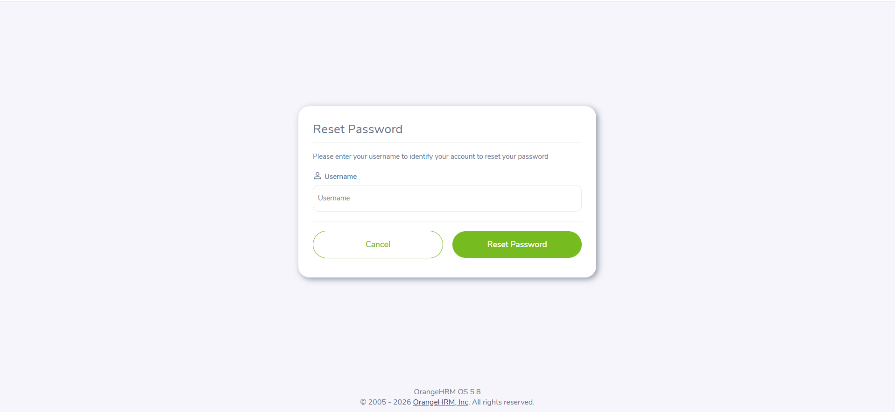 Reset Password
Please enter your username to identify your account to reset your password
Username
Username
Cancel
Reset Password
OrangeHRM OS 5.8
© 2005 - 2026 OrangeHRM, Inc. All rights reserved.